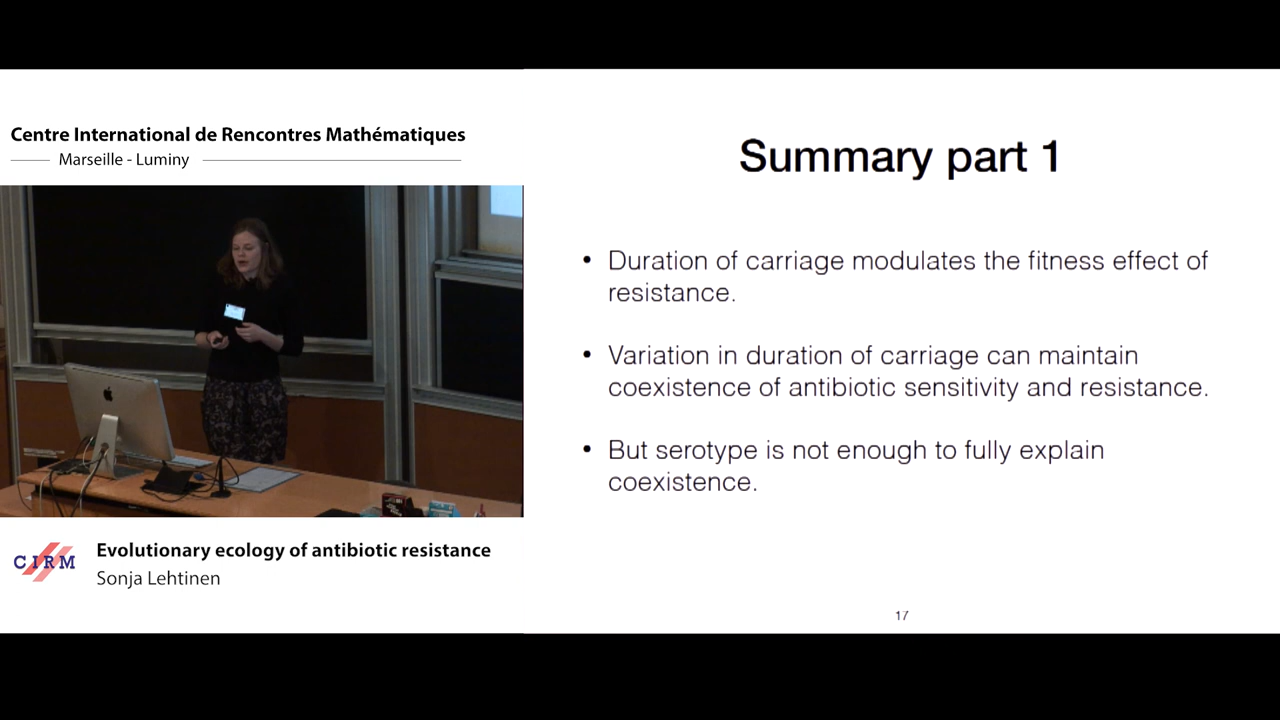 Centre International de Rencontres Mathématiques
Marseille - Luminy
CIRM
Evolutionary ecology of antibiotic resistance
Sonja Lehtinen
Summary part 1
• Duration of carriage modulates the fitness effect of
resistance.
• Variation in duration of carriage can maintain
coexistence of antibiotic sensitivity and resistance.
• But serotype is not enough to fully explain
coexistence.
17